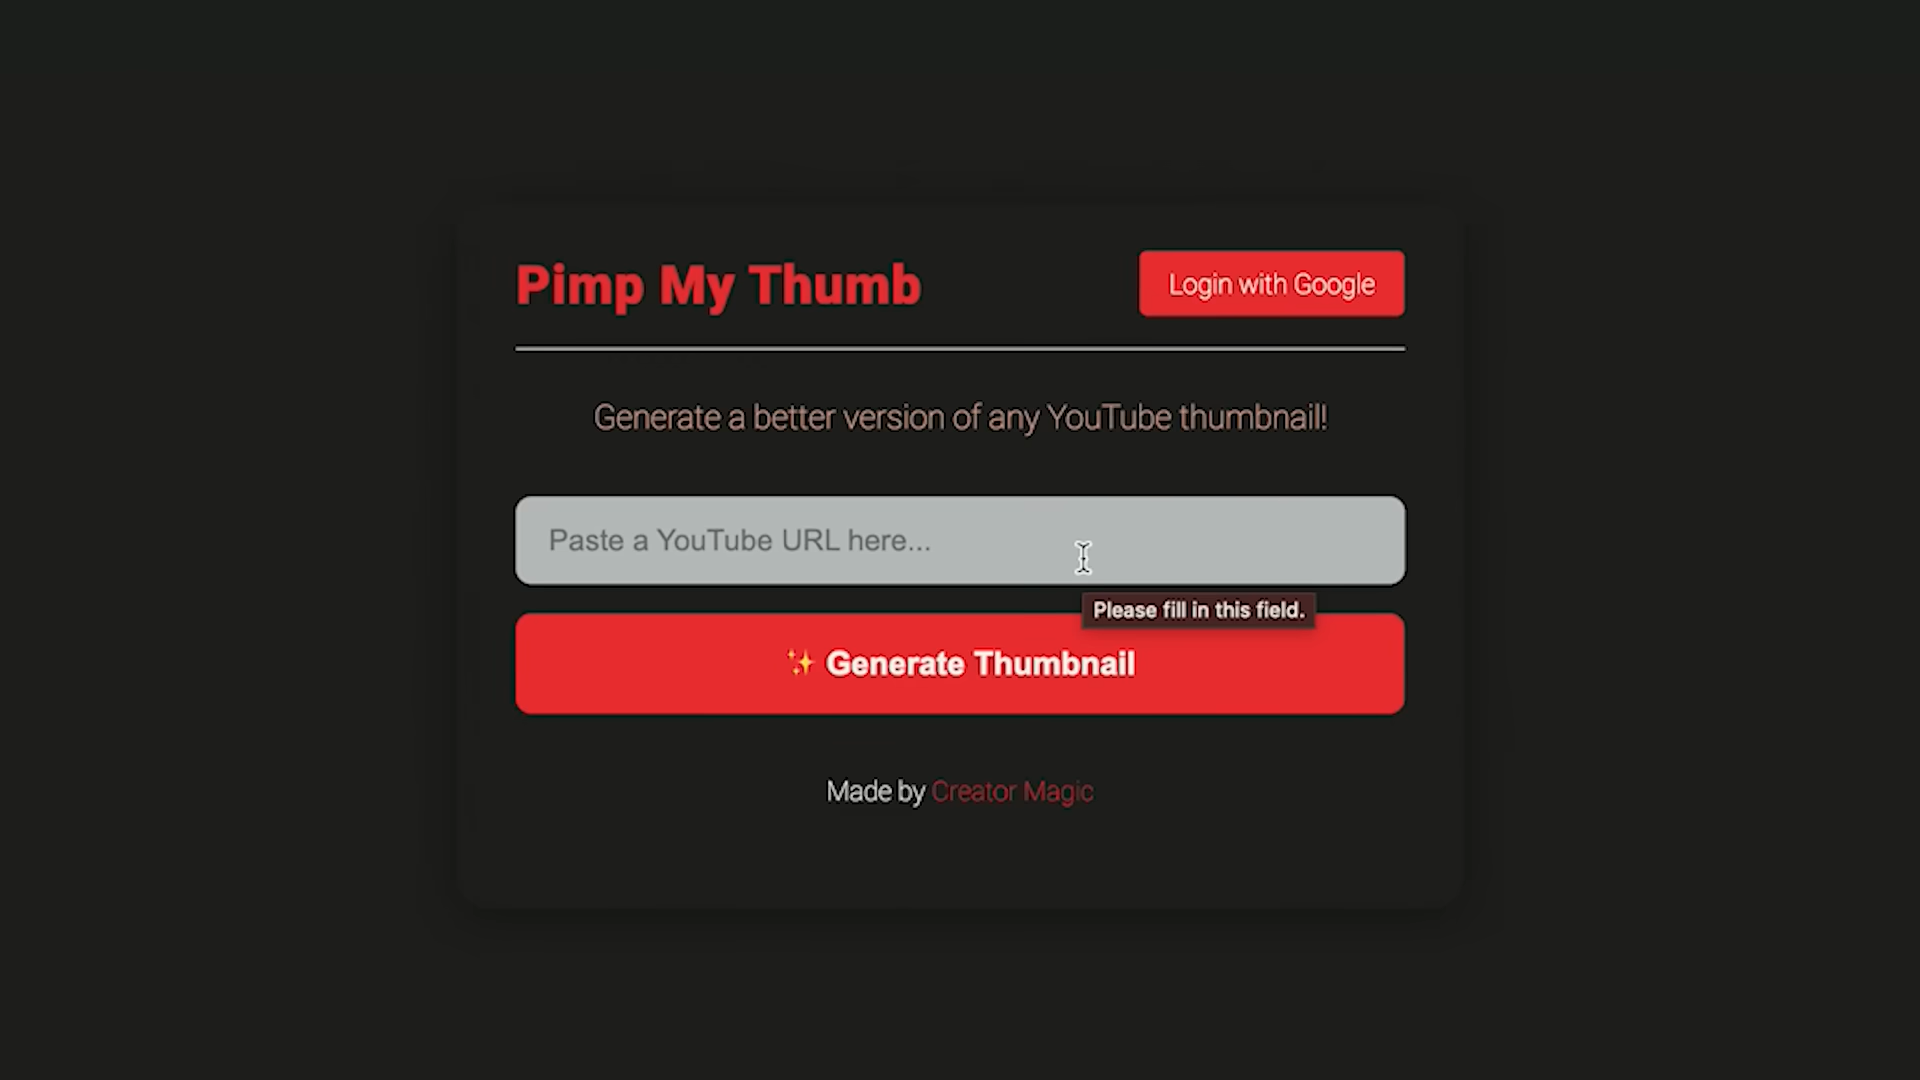 Pimp My Thumb
Login with Google
Generate a better version of any YouTube thumbnail!
Paste a YouTube URL here...
Please fill in this field.
✨ Generate Thumbnail
Made by Creator Magic